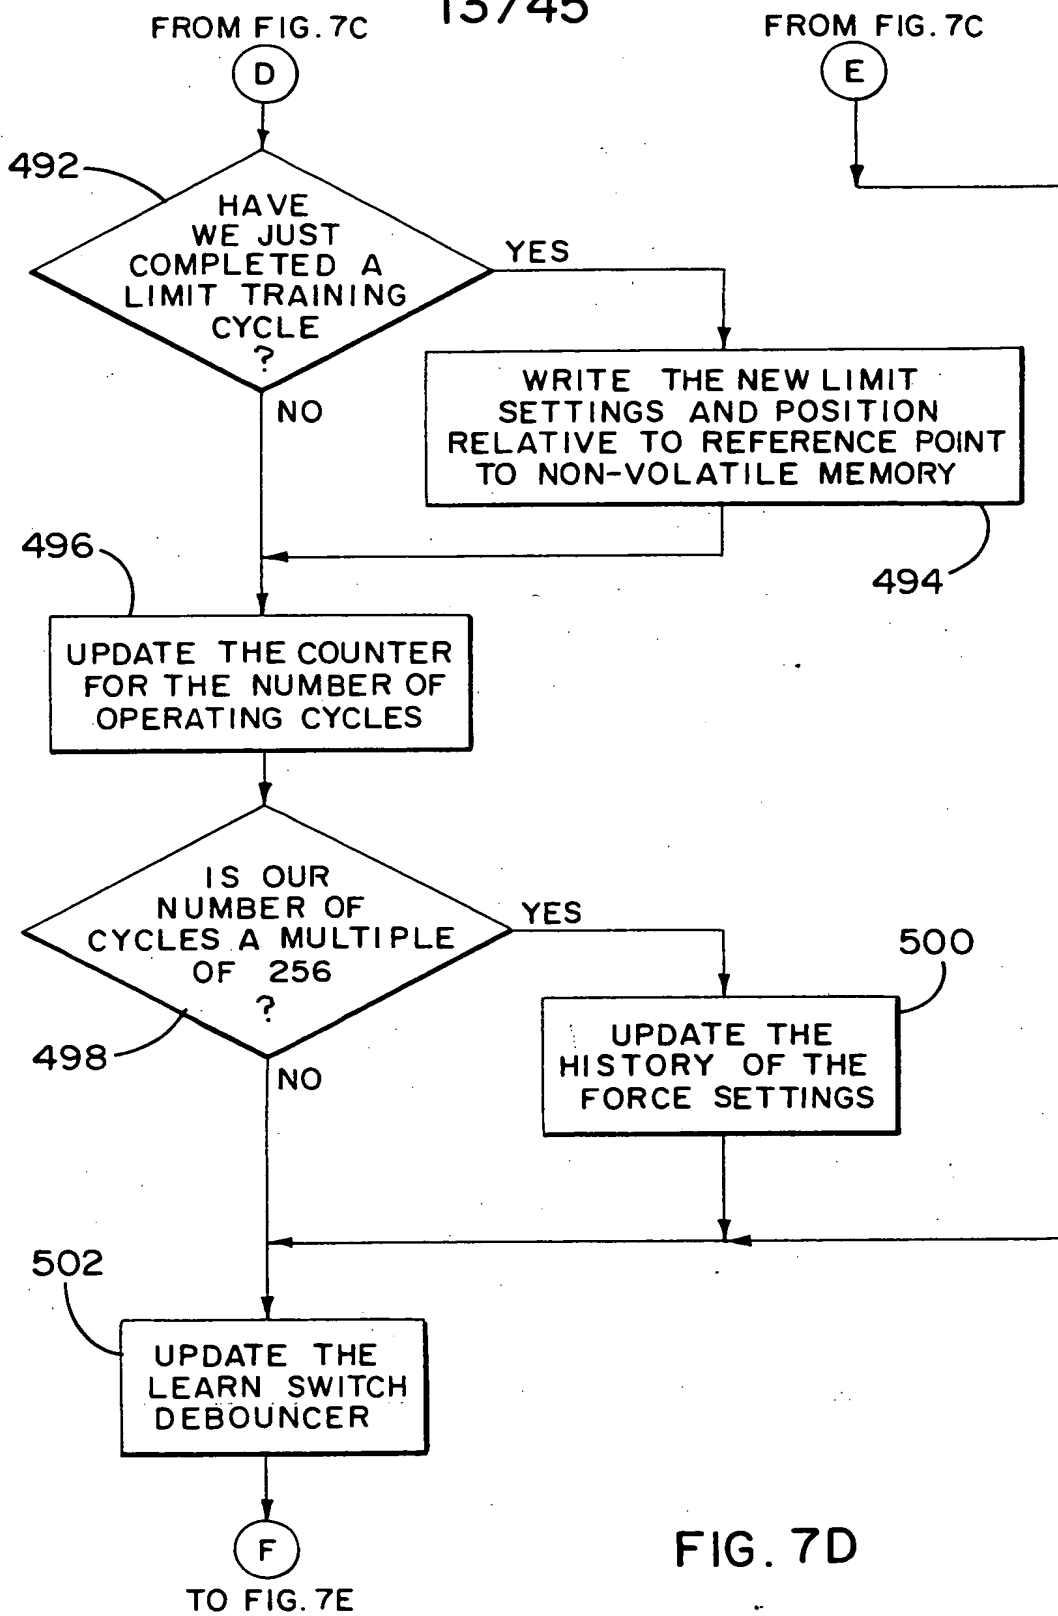 13/45
FROM FIG. 7C
D
FROM FIG. 7C
E
492
HAVE
WE JUST
COMPLETED A
LIMIT TRAINING
CYCLE
?
YES
NO
WRITE THE NEW LIMIT
SETTINGS AND POSITION
RELATIVE TO REFERENCE POINT
TO NON-VOLATILE MEMORY
494
496
UPDATE THE COUNTER
FOR THE NUMBER OF
OPERATING CYCLES
IS OUR
NUMBER OF
CYCLES A MULTIPLE
OF 256
?
YES
498
NO
500
UPDATE THE
HISTORY OF THE
FORCE SETTINGS
502
UPDATE THE
LEARN SWITCH
DEBOUNCER
F
TO FIG. 7E
FIG. 7D